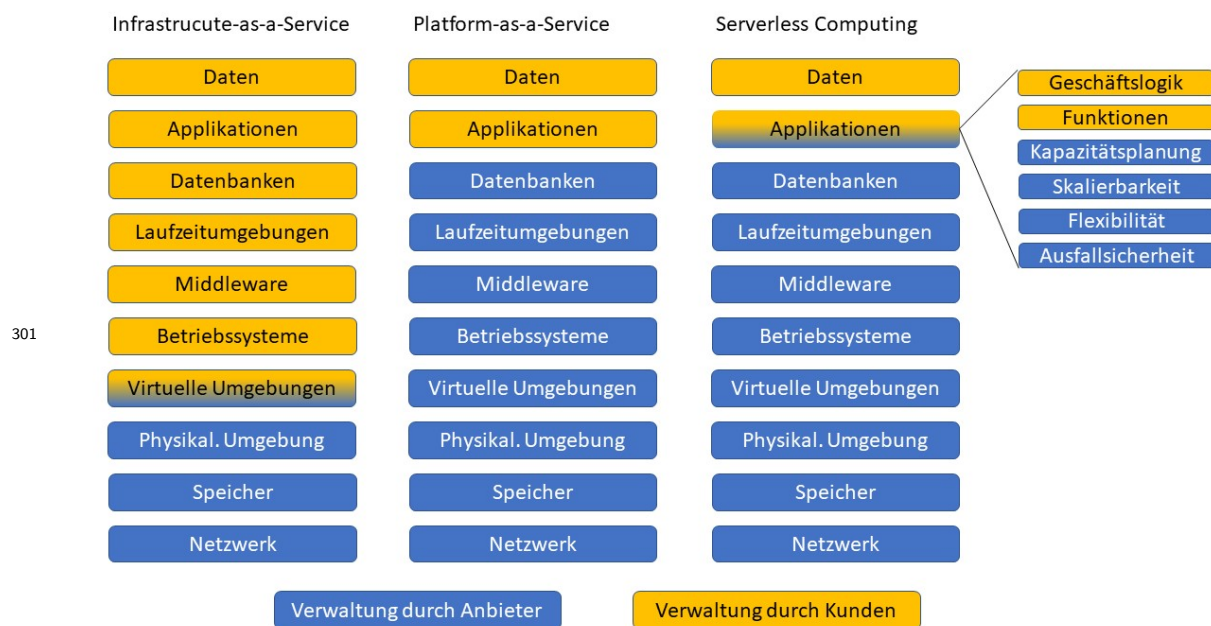 Infrastrucute-as-a-Service
Daten
Applikationen
Datenbanken
Laufzeitumgebungen
Middleware
Betriebssysteme
Virtuelle Umgebungen
Physikal. Umgebung
Speicher
Netzwerk
Platform-as-a-Service
Daten
Applikationen
Datenbanken
Laufzeitumgebungen
Middleware
Betriebssysteme
Virtuelle Umgebungen
Physikal. Umgebung
Speicher
Netzwerk
Serverless Computing
Daten
Applikationen
Datenbanken
Laufzeitumgebungen
Middleware
Betriebssysteme
Virtuelle Umgebungen
Physikal. Umgebung
Speicher
Netzwerk
Geschäftslogik
Funktionen
Kapazitätsplanung
Skalierbarkeit
Flexibilität
Ausfallsicherheit
301
Verwaltung durch Anbieter
Verwaltung durch Kunden